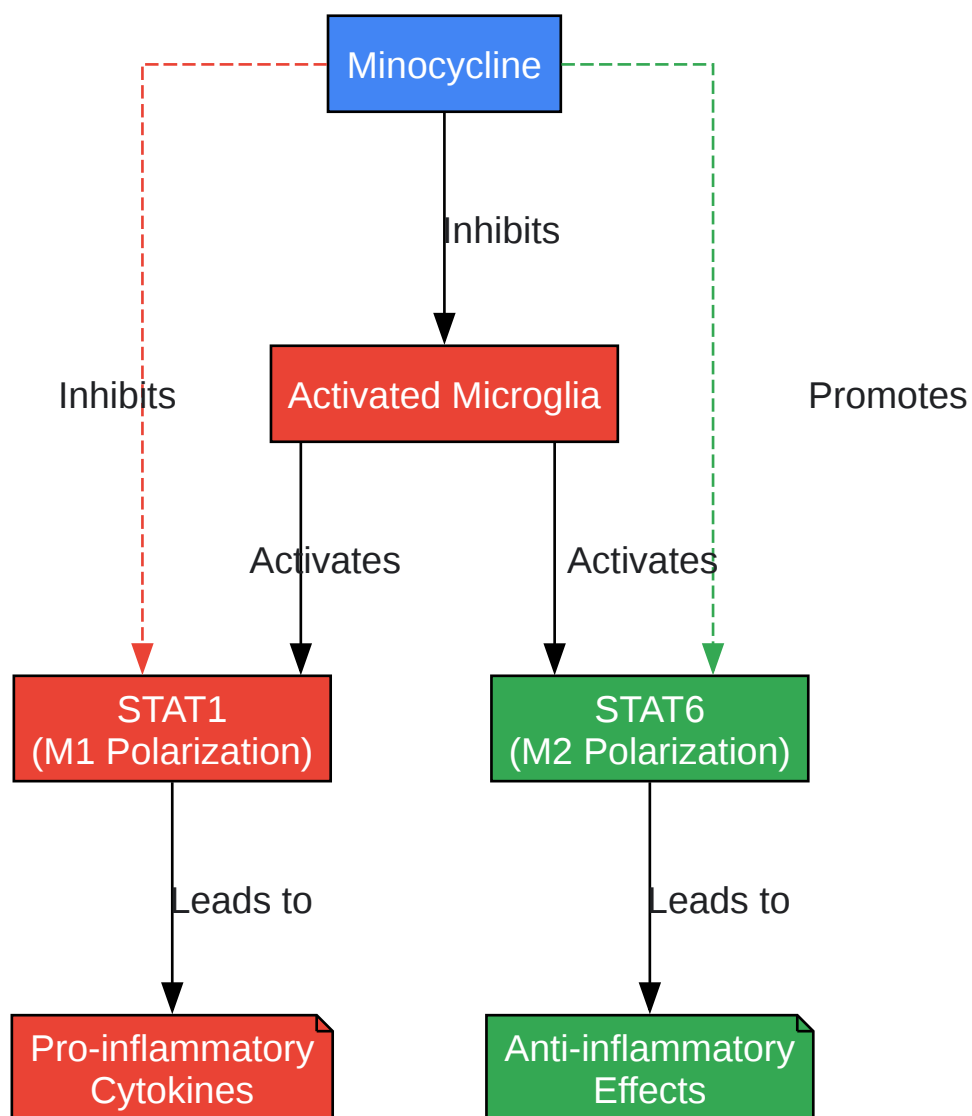 Minocycline
Inhibits
Activated Microglia
Inhibits
Promotes
Activates
Activates
STAT1
(M1 Polarization)
STAT6
(M2 Polarization)
Leads to
Leads to
Pro-inflammatory
Cytokines
Anti-inflammatory
Effects